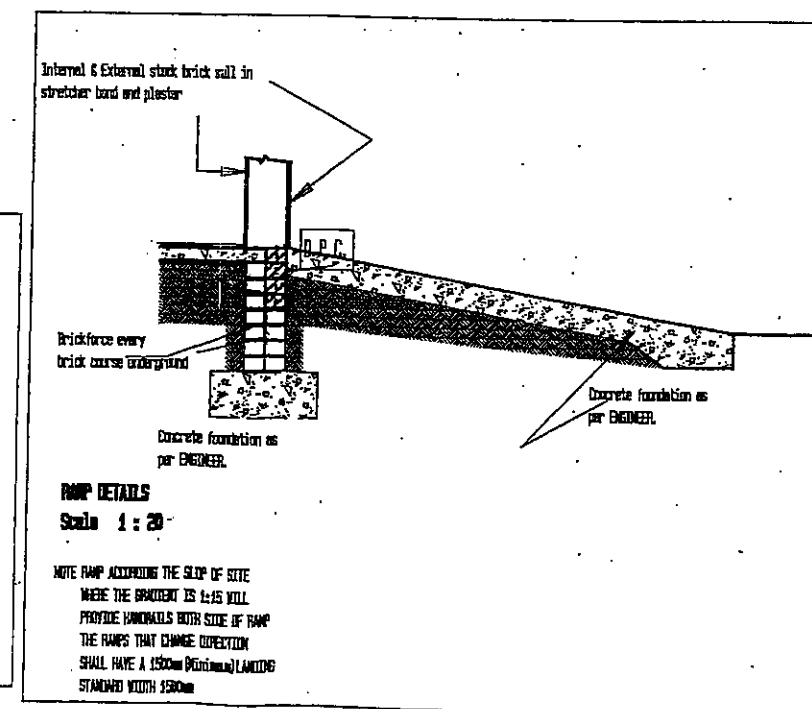 Internal & External stock brick wall in
stretcher bond and plaster
D.P.C.
Brickforce every
brick course underground
Concrete foundation as
per ENGINEER.
Concrete foundation as
per ENGINEER.
RAMP DETAILS
Scale 1 : 20
NOTE RAMP ACCORDING THE SLOP OF SITE
WHERE THE GRADIENT IS 1:15 WILL
PROVIDE HANDRAILS BOTH SIDE OF RAMP
THE RAMPS THAT CHANGE DIRECTION
SHALL HAVE A 1500mm (Minimum) LANDING
STANDARD WIDTH 1500mm